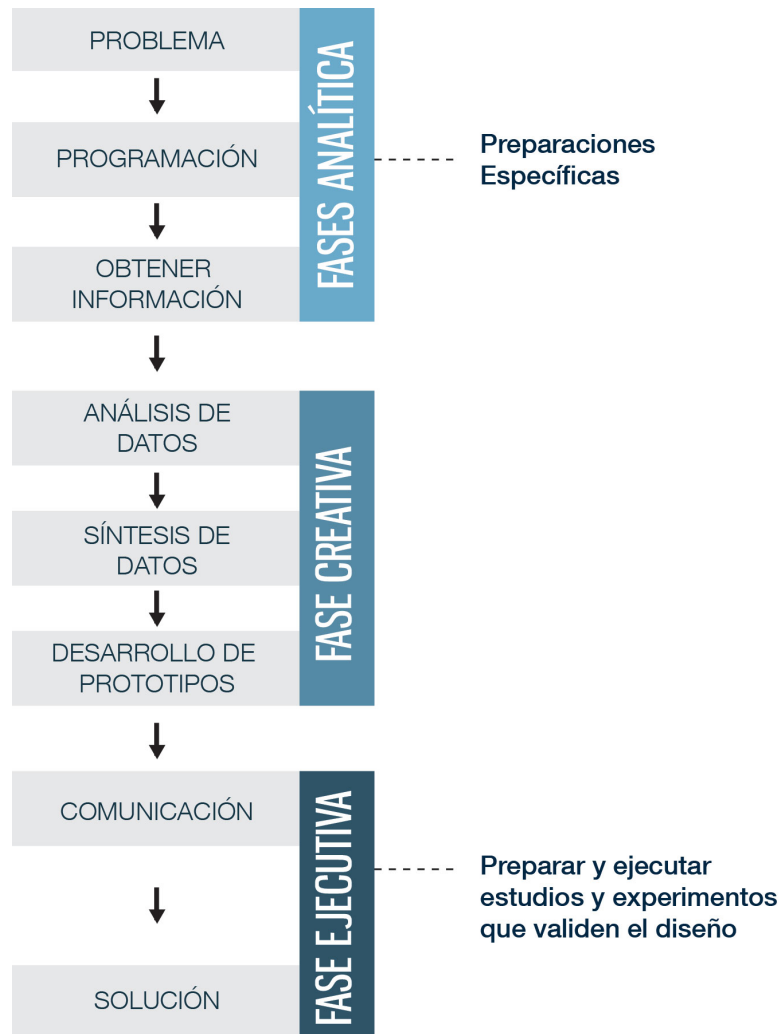 PROBLEMA
PROGRAMACIÓN
OBTENER
INFORMACIÓN
FASES ANALÍTICA
Preparaciones
Específicas
ANÁLISIS DE
DATOS
SÍNTESIS DE
DATOS
DESARROLLO DE
PROTOTIPOS
FASE CREATIVA
COMUNICACIÓN
SOLUCIÓN
FASE EJECUTIVA
Preparar y ejecutar
estudios y experimentos
que validen el diseño